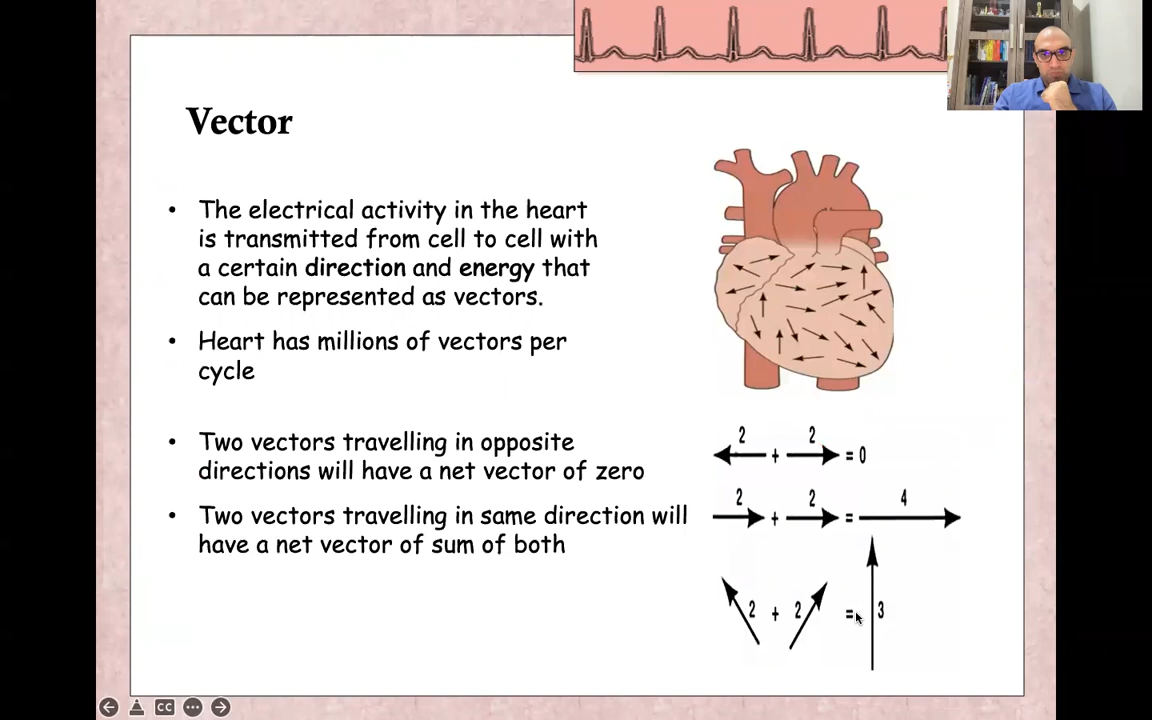 Vector
• The electrical activity in the heart
is transmitted from cell to cell with
a certain direction and energy that
can be represented as vectors.
• Heart has millions of vectors per
cycle
• Two vectors travelling in opposite
directions will have a net vector of zero
• Two vectors travelling in same direction will
have a net vector of sum of both
2 + 2 = 0
2 + 2 = 4
2 + 2 = 3
CC